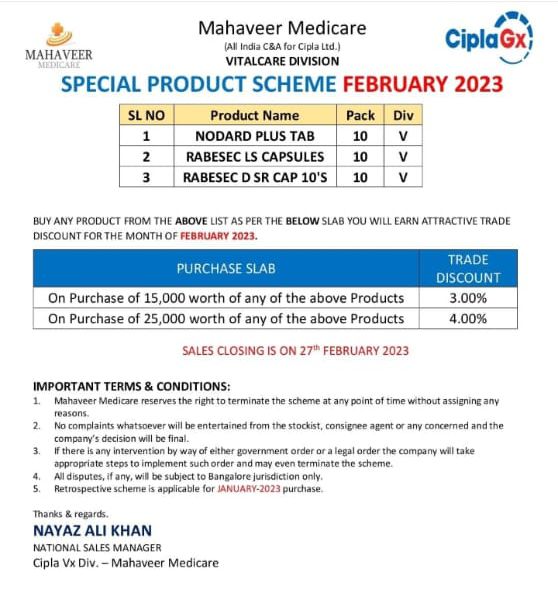 MAHAVEER
MEDICARE
Mahaveer Medicare
(All India C&A for Cipla Ltd.)
VITALCARE DIVISION
CiplaGx
SPECIAL PRODUCT SCHEME FEBRUARY 2023
SL NO Product Name Pack Div
1 NODARD PLUS TAB 10 V
2 RABESEC LS CAPSULES 10 V
3 RABESEC D SR CAP 10'S 10 V
BUY ANY PRODUCT FROM THE ABOVE LIST AS PER THE BELOW SLAB YOU WILL EARN ATTRACTIVE TRADE
DISCOUNT FOR THE MONTH OF FEBRUARY 2023.
PURCHASE SLAB TRADE DISCOUNT
On Purchase of 15,000 worth of any of the above Products 3.00%
On Purchase of 25,000 worth of any of the above Products 4.00%
SALES CLOSING IS ON 27th FEBRUARY 2023
IMPORTANT TERMS & CONDITIONS:
1. Mahaveer Medicare reserves the right to terminate the scheme at any point of time without assigning any
reasons.
2. No complaints whatsoever will be entertained from the stockist, consignee agent or any concerned and the
company's decision will be final.
3. If there is any intervention by way of either government order or a legal order the company will take
appropriate steps to implement such order and may even terminate the scheme.
4. All disputes, if any, will be subject to Bangalore jurisdiction only.
5. Retrospective scheme is applicable for JANUARY-2023 purchase.
Thanks & regards.
NAYAZ ALI KHAN
NATIONAL SALES MANAGER
Cipla Vx Div. – Mahaveer Medicare